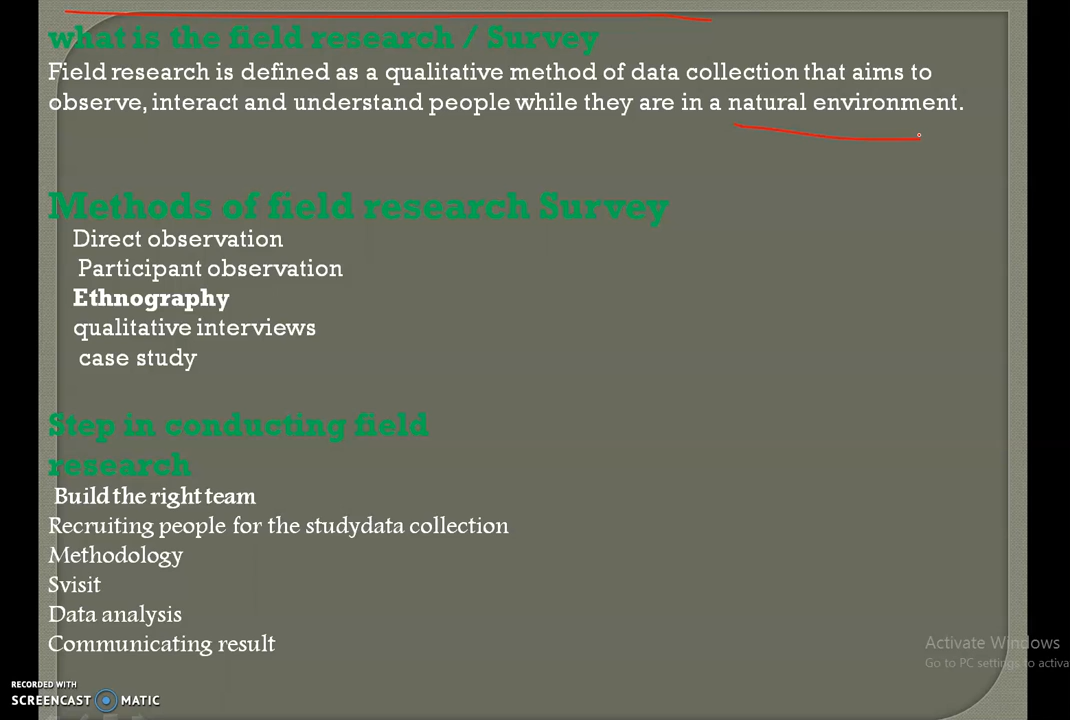 what is the field research / Survey
Field research is defined as a qualitative method of data collection that aims to
observe, interact and understand people while they are in a natural environment.
Methods of field research Survey
Direct observation
Participant observation
Ethnography
qualitative interviews
case study
Step in conducting field
research
Build the right team
Recruiting people for the studydata collection
Methodology
Svisit
Data analysis
Communicating result
Activate Windows
Go to PC settings to activa
RECORDED WITH
SCREENCAST MATIC